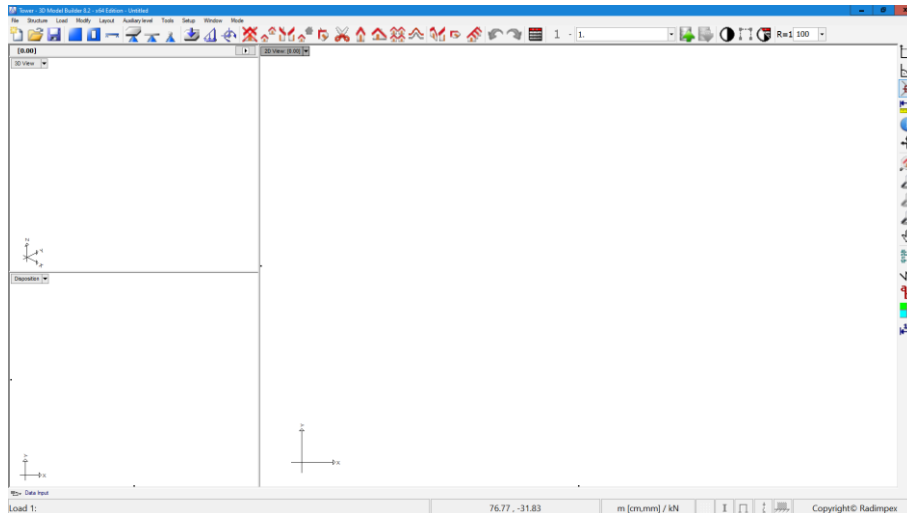 Tower - 3D Model Builder 8.2 - x64 Edition - Untitled
File Structure Load Modify Layout Auxiliary level Tools Setup Window Mode
1 - 1. R=1 100
[0.00]
2D View: [0.00]
3D View
Z
Y
X
Disposition
Y
X
Y
X
Data Input
Load 1:
76.77 , -31.83
m [cm,mm] / kN
Copyright© Radimpex